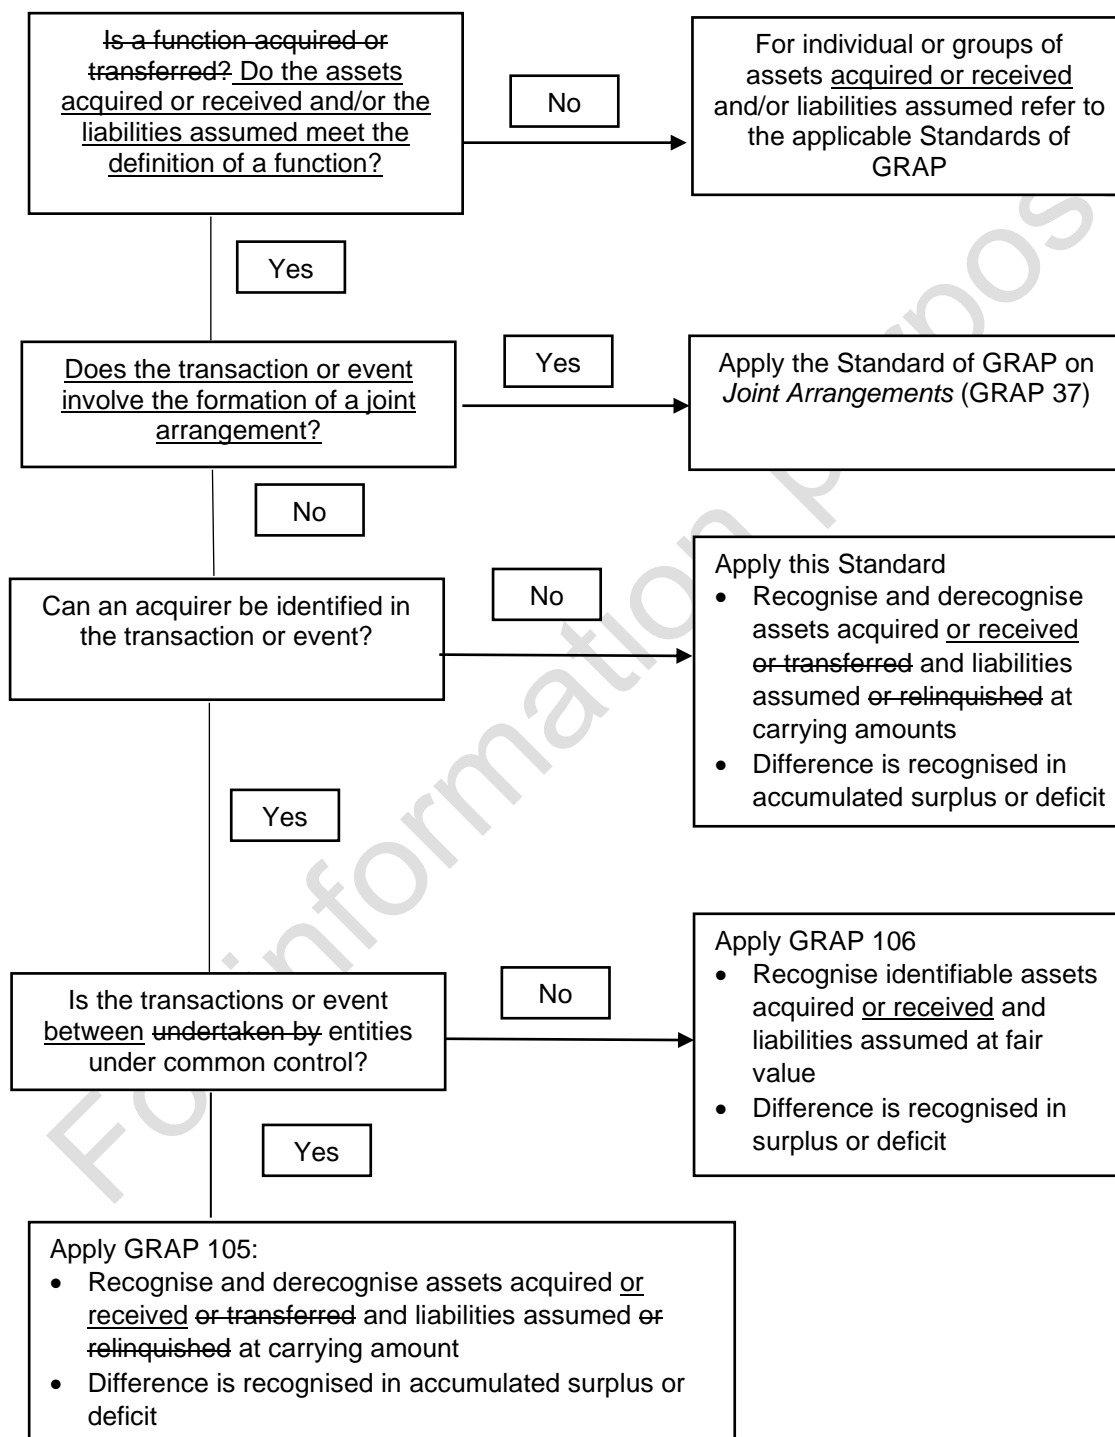 Is a function acquired or
transferred? Do the assets
acquired or received and/or the
liabilities assumed meet the
definition of a function?
No
For individual or groups of
assets acquired or received
and/or liabilities assumed refer to
the applicable Standards of
GRAP
Yes
Does the transaction or event
involve the formation of a joint
arrangement?
Yes
Apply the Standard of GRAP on
Joint Arrangements (GRAP 37)
No
Can an acquirer be identified in
the transaction or event?
No
Apply this Standard
• Recognise and derecognise
assets acquired or received
or transferred and liabilities
assumed or relinquished at
carrying amounts
• Difference is recognised in
accumulated surplus or deficit
Yes
Is the transactions or event
between undertaken by entities
under common control?
No
Apply GRAP 106
• Recognise identifiable assets
acquired or received and
liabilities assumed at fair
value
• Difference is recognised in
surplus or deficit
Yes
Apply GRAP 105:
• Recognise and derecognise assets acquired or
received or transferred and liabilities assumed or
relinquished at carrying amount
• Difference is recognised in accumulated surplus or
deficit
For information purpos